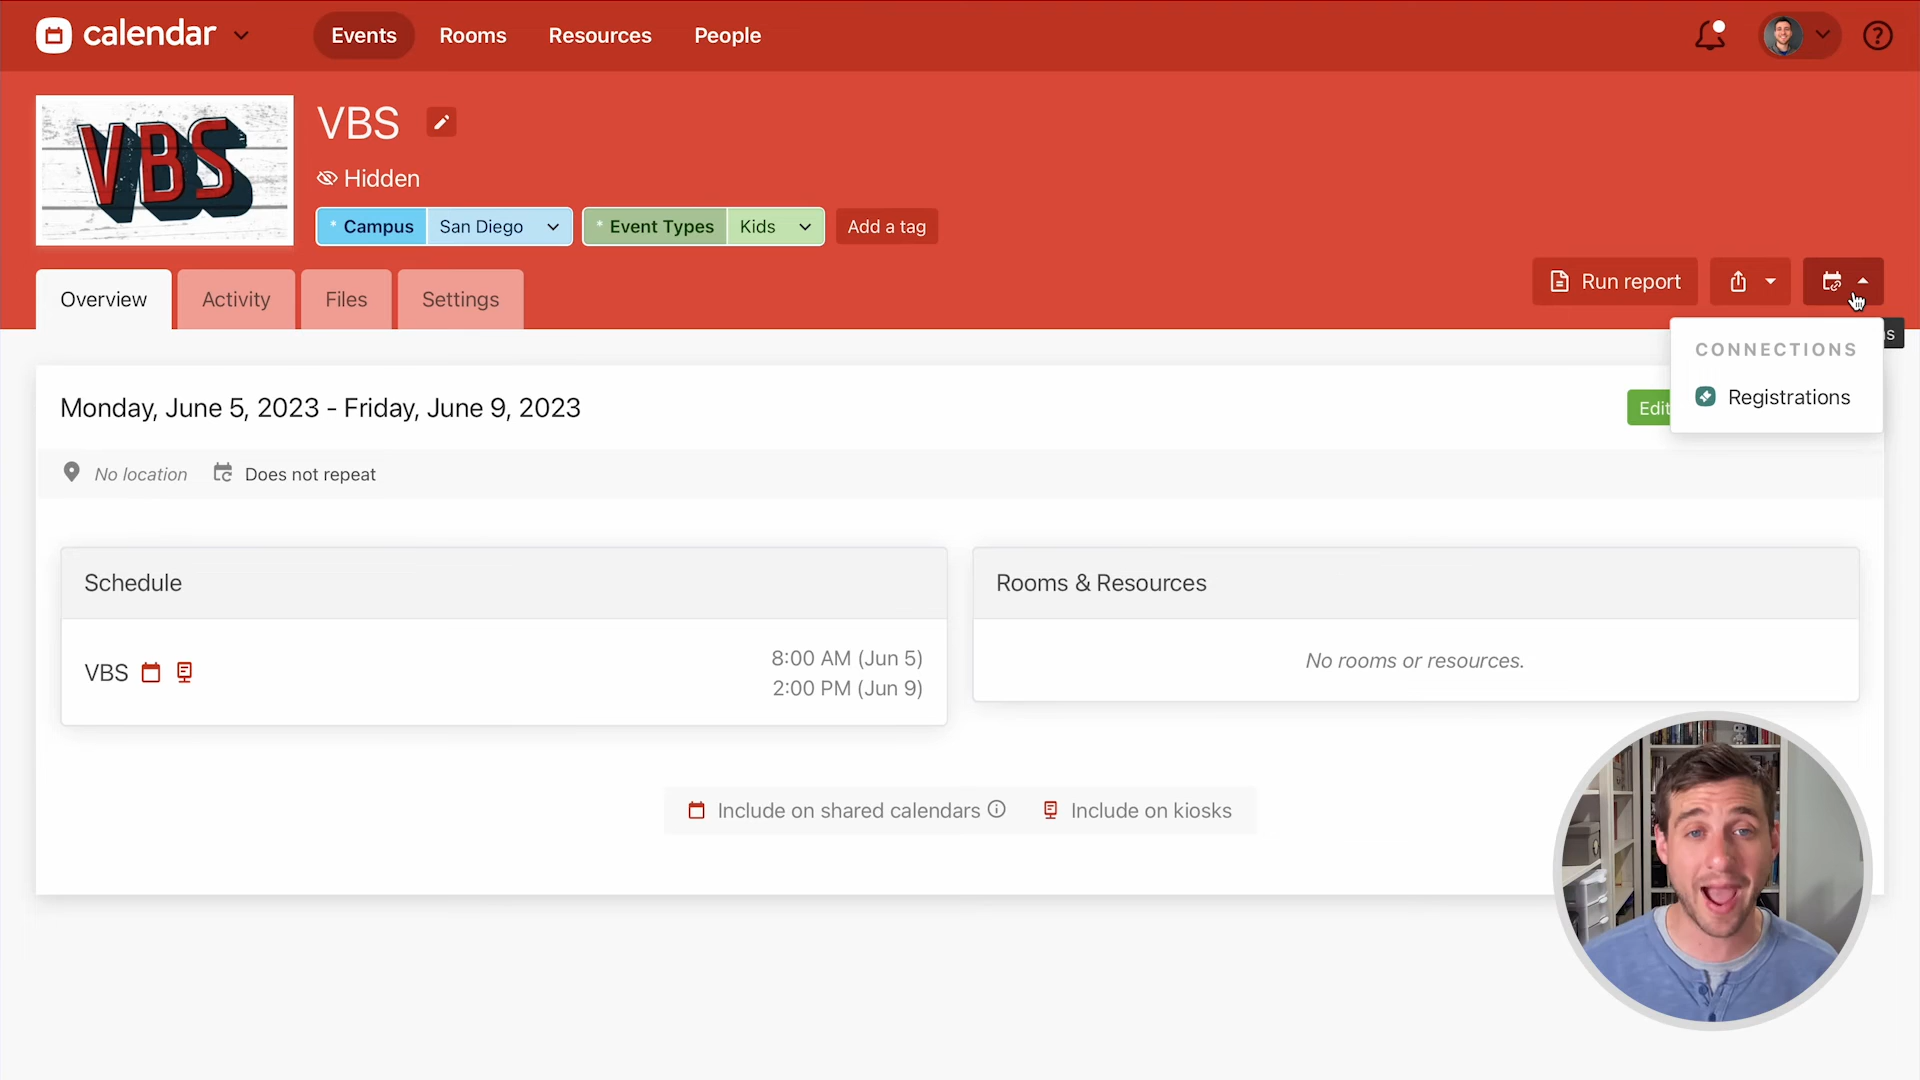 calendar
Events
Rooms
Resources
People
VBS
VBS
Hidden
* Campus
San Diego
* Event Types
Kids
Add a tag
Overview
Activity
Files
Settings
Run report
CONNECTIONS
Registrations
Monday, June 5, 2023 - Friday, June 9, 2023
Edit
No location
Does not repeat
Schedule
VBS
8:00 AM (Jun 5)
2:00 PM (Jun 9)
Rooms & Resources
No rooms or resources.
Include on shared calendars
Include on kiosks